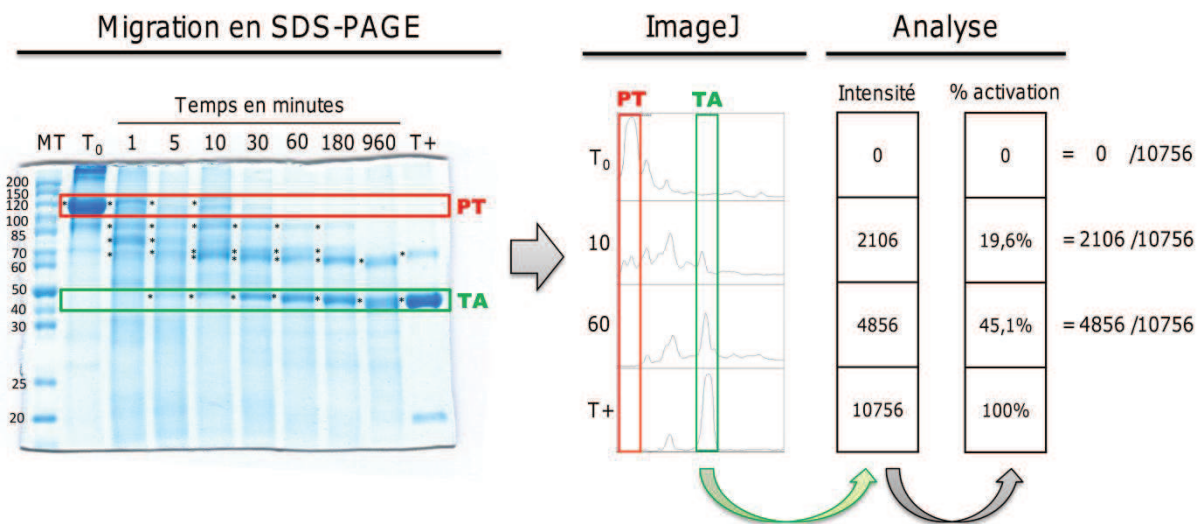 Migration en SDS-PAGE
Temps en minutes
MT T₀ 1 5 10 30 60 180 960 T+
200
150
120
100
85
70
60
50
40
30
25
20
PT
TA
ImageJ
PT TA
T₀
10
60
T+
Analyse
Intensité % activation
0 0 = 0 /10756
2106 19,6% =2106 /10756
4856 45,1% =4856 /10756
10756 100%